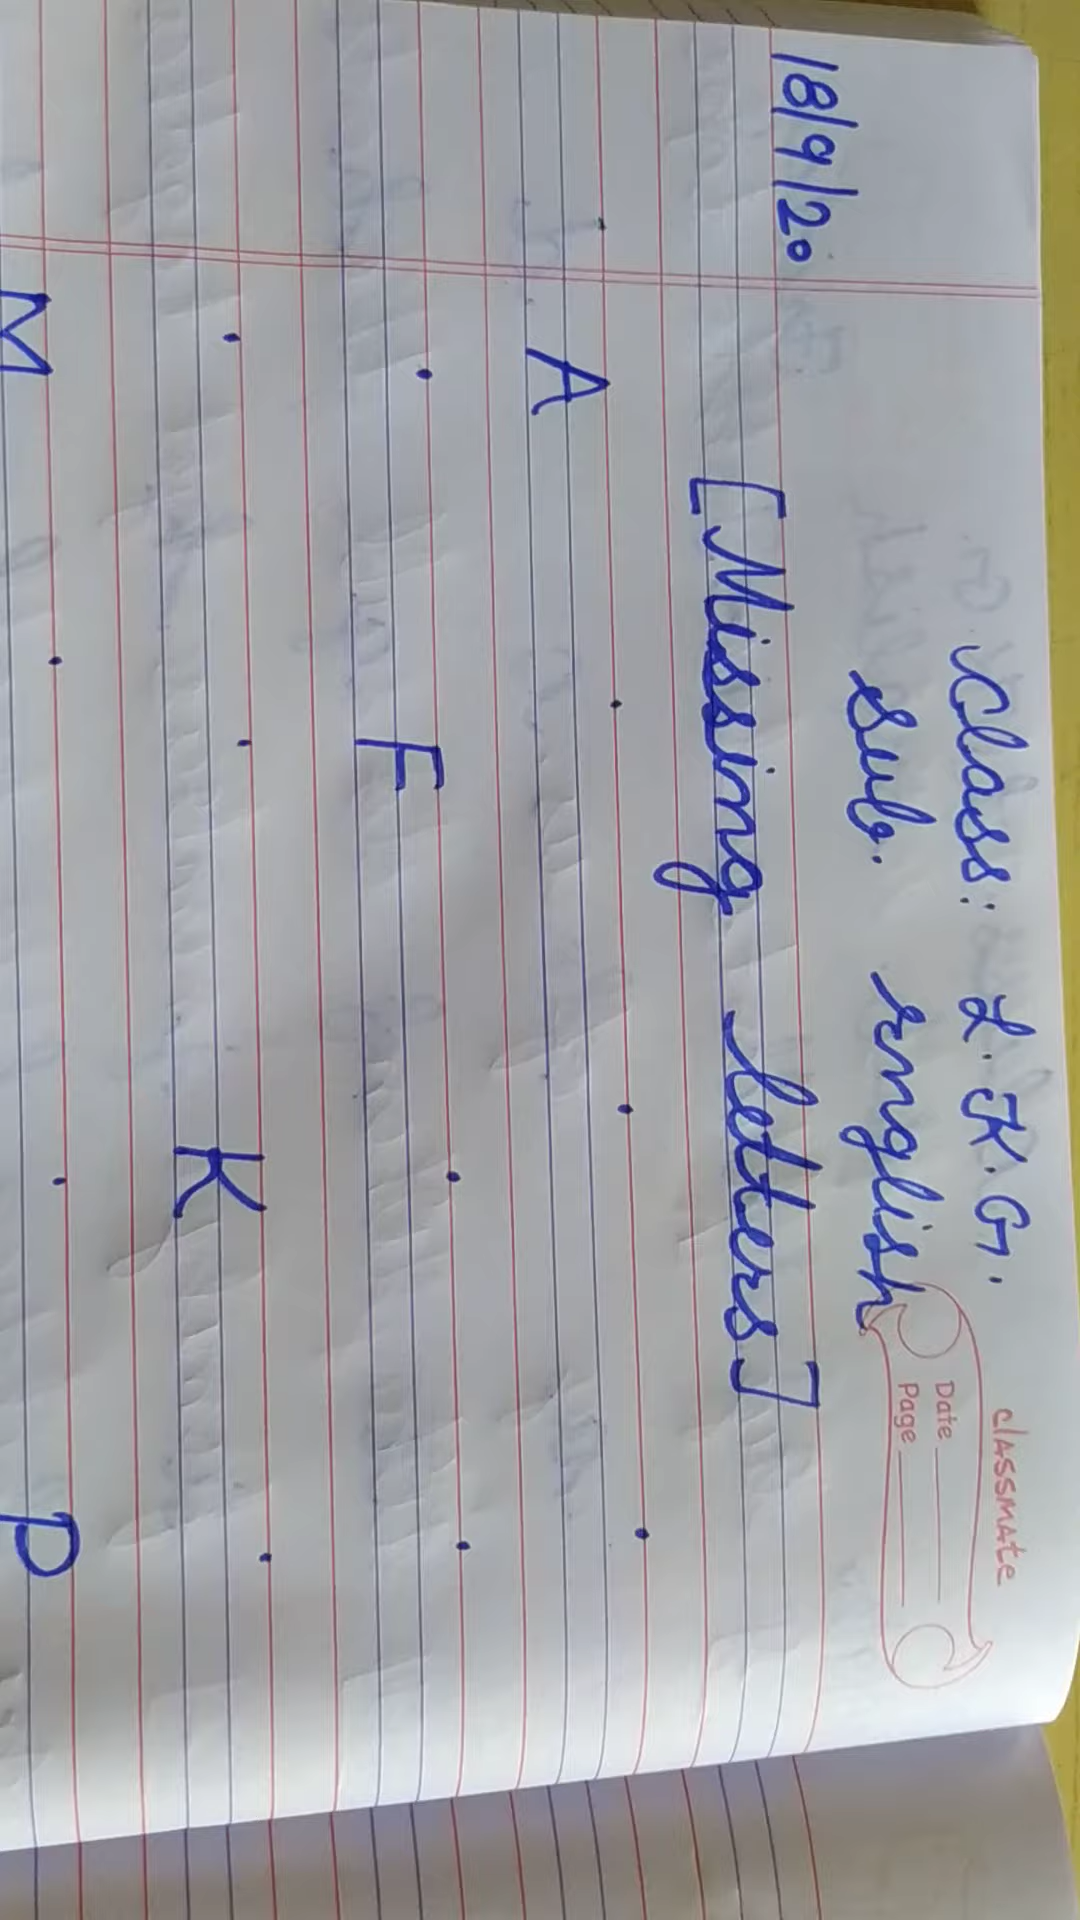 Class: L.K.G.
classmate
Sub. English
Date
Page
18/9/20
[Missing letters]
A . . .
. F . .
. . K .
M . . P